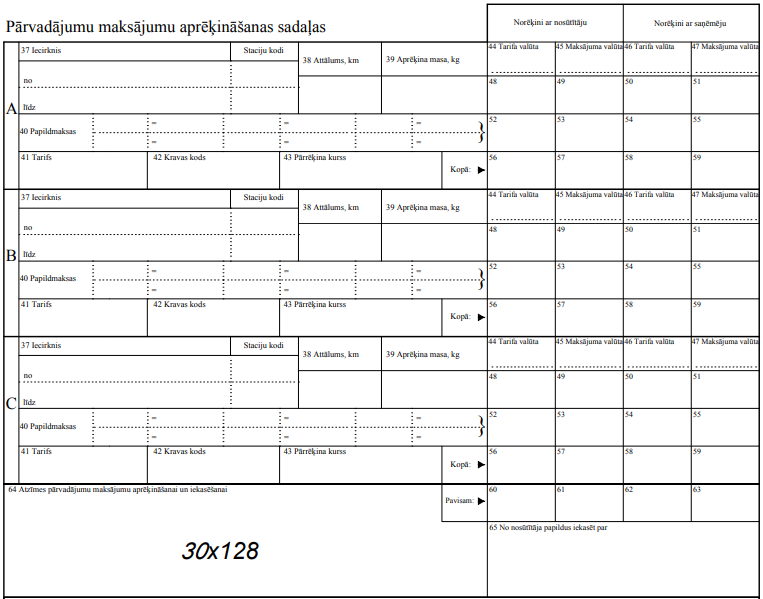 Pārvadājumu maksājumu aprēķināšanas sadaļas
Norēķini ar nosūtītāju
Norēķini ar saņēmēju
A
37 Iecirknis
Staciju kodi
38 Attālums, km
39 Aprēķina masa, kg
44 Tarifa valūta
45 Maksājuma valūta
46 Tarifa valūta
47 Maksājuma valūta
no
līdz
48
49
50
51
40 Papildmaksas
= = = =
= = = =
52
53
54
55
41 Tarifs
42 Kravas kods
43 Pārrēķina kurss
Kopā:
56
57
58
59
B
37 Iecirknis
Staciju kodi
38 Attālums, km
39 Aprēķina masa, kg
44 Tarifa valūta
45 Maksājuma valūta
46 Tarifa valūta
47 Maksājuma valūta
no
līdz
48
49
50
51
40 Papildmaksas
= = = =
= = = =
52
53
54
55
41 Tarifs
42 Kravas kods
43 Pārrēķina kurss
Kopā:
56
57
58
59
C
37 Iecirknis
Staciju kodi
38 Attālums, km
39 Aprēķina masa, kg
44 Tarifa valūta
45 Maksājuma valūta
46 Tarifa valūta
47 Maksājuma valūta
no
līdz
48
49
50
51
40 Papildmaksas
= = = =
= = = =
52
53
54
55
41 Tarifs
42 Kravas kods
43 Pārrēķina kurss
Kopā:
56
57
58
59
64 Atzīmes pārvadājumu maksājumu aprēķināšanai un iekasēšanai
Pavisam:
60
61
62
63
65 No nosūtītāja papildus iekasēt par
30x128